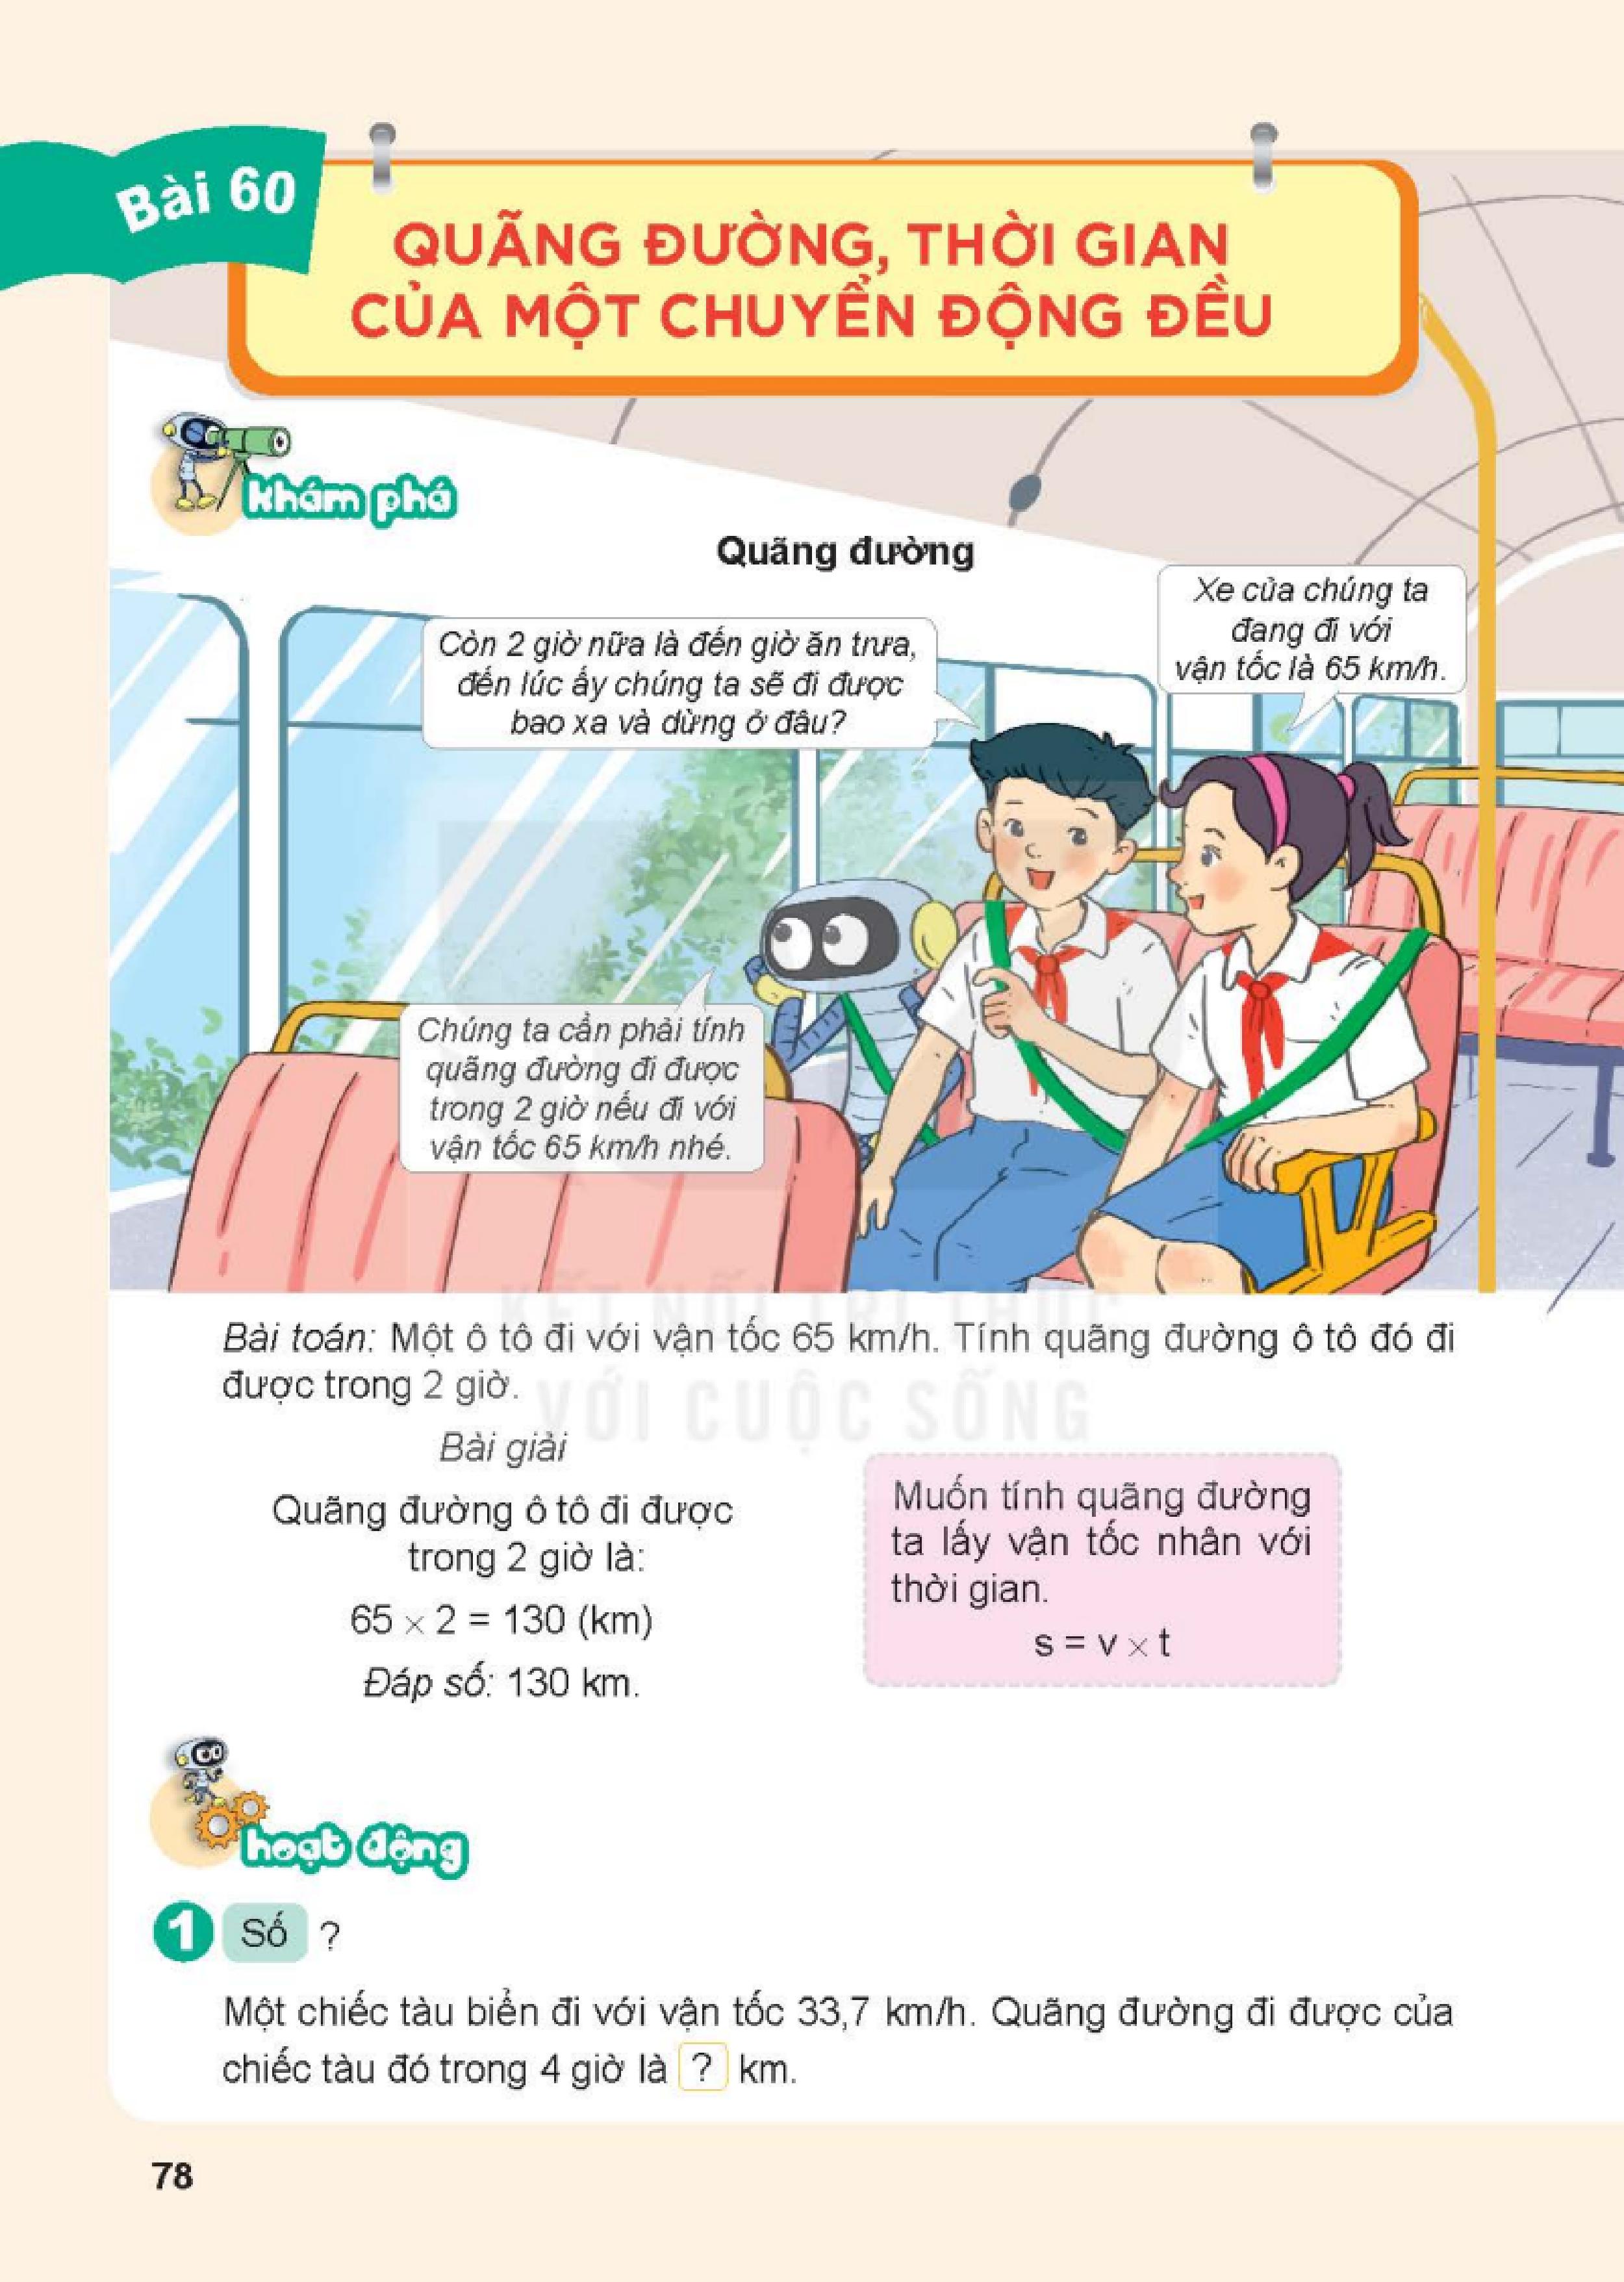 Bài 60
QUÃNG ĐƯỜNG, THỜI GIAN
CỦA MỘT CHUYỂN ĐỘNG ĐỀU
khám phá
Quãng đường
Còn 2 giờ nữa là đến giờ ăn trưa,
đến lúc ấy chúng ta sẽ đi được
bao xa và dừng ở đâu?
Xe của chúng ta
đang đi với
vận tốc là 65 km/h.
Chúng ta cần phải tính
quãng đường đi được
trong 2 giờ nếu đi với
vận tốc 65 km/h nhé.
KẾT NỐI TRI THỨC
VỚI CUỘC SỐNG
Bài toán: Một ô tô đi với vận tốc 65 km/h. Tính quãng đường ô tô đó đi
được trong 2 giờ.
Bài giải
Quãng đường ô tô đi được
trong 2 giờ là:
65 × 2 = 130 (km)
Đáp số: 130 km.
Muốn tính quãng đường
ta lấy vận tốc nhân với
thời gian.
s = v × t
hoạt động
1 Số ?
Một chiếc tàu biển đi với vận tốc 33,7 km/h. Quãng đường đi được của
chiếc tàu đó trong 4 giờ là ? km.
78